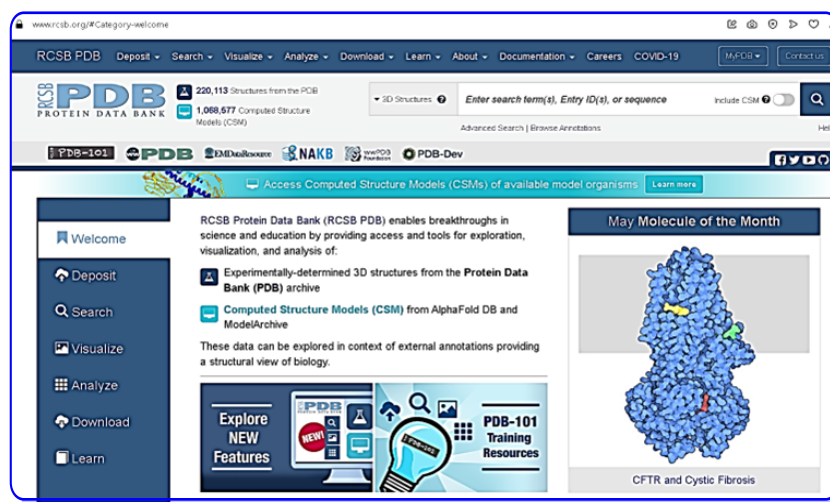 www.rcsb.org/#Category-welcome
RCSB PDB Deposit Search Visualize Analyze Download Learn About Documentation Careers COVID-19 MyPDB Contact us
RCSB PDB
PROTEIN DATA BANK
220,113 Structures from the PDB
1,068,577 Computed Structure
Models (CSM)
3D Structures Enter search term(s), Entry ID(s), or sequence Include CSM
Advanced Search | Browse Annotations Hel
PDB-101 PDB EMDataResource NAKB wwPDB Foundation PDB-Dev
Access Computed Structure Models (CSMs) of available model organisms Learn more
Welcome
Deposit
Search
Visualize
Analyze
Download
Learn
RCSB Protein Data Bank (RCSB PDB) enables breakthroughs in
science and education by providing access and tools for exploration,
visualization, and analysis of:
Experimentally-determined 3D structures from the Protein Data
Bank (PDB) archive
Computed Structure Models (CSM) from AlphaFold DB and
ModelArchive
These data can be explored in context of external annotations providing
a structural view of biology.
Explore
NEW
Features
PDB
NEW!
PDB-101
PDB-101
Training
Resources
May Molecule of the Month
CFTR and Cystic Fibrosis